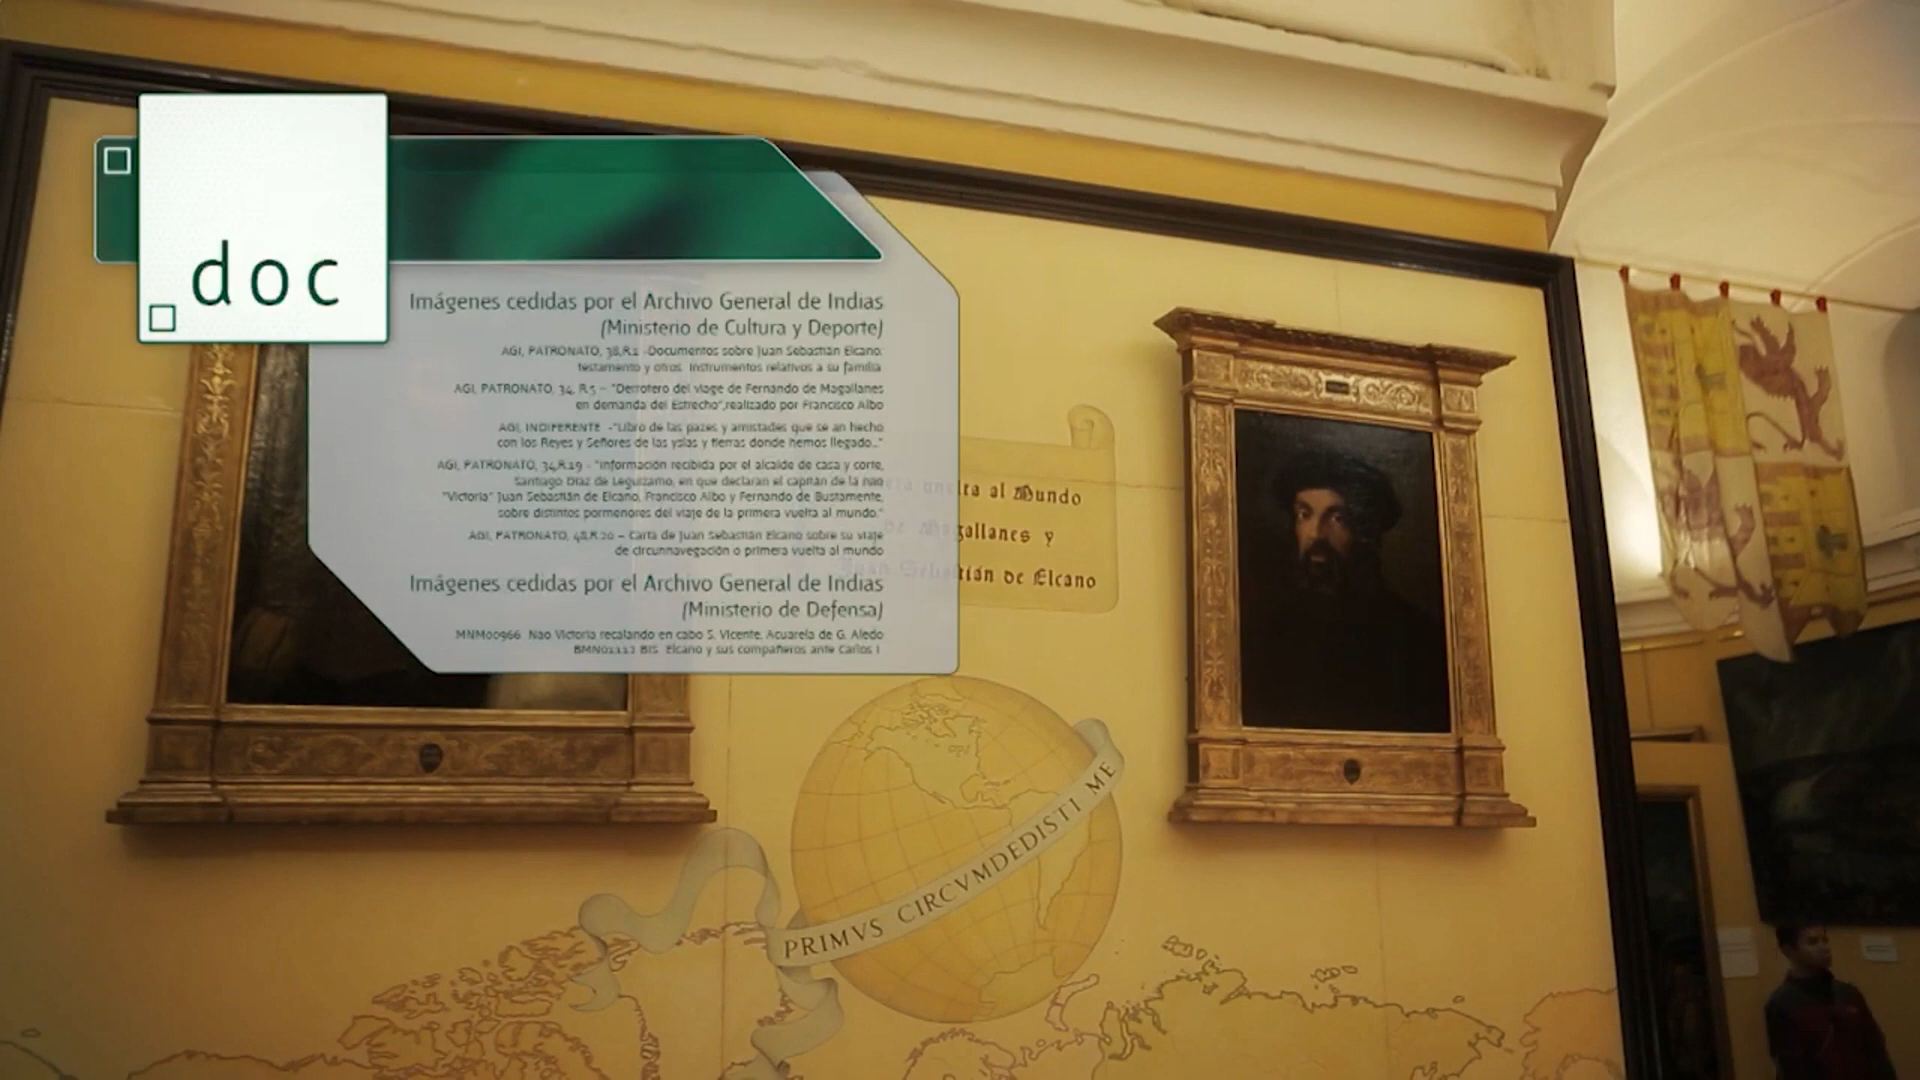 doc
Imágenes cedidas por el Archivo General de Indias
(Ministerio de Cultura y Deporte)
AGI, PATRONATO, 38,R.1 -Documentos sobre Juan Sebastián Elcano:
testamento y otros. Instrumentos relativos a su familia.
AGI, PATRONATO, 34, R.5 – "Derrotero del viage de Fernando de Magallanes
en demanda del Estrecho",realizado por Francisco Albo
AGI, INDIFERENTE -"Libro de las pazes y amistades que se an hecho
con los Reyes y Señores de las yslas y tierras donde hemos llegado..."
AGI, PATRONATO, 34,R.19 - "Información recibida por el alcalde de casa y corte,
Santiago Díaz de Leguizamo, en que declaran el capitán de la nao
"Victoria" Juan Sebastián de Elcano, Francisco Albo y Fernando de Bustamente,
sobre distintos pormenores del viaje de la primera vuelta al mundo."
AGI, PATRONATO, 48,R.20 – Carta de Juan Sebastián Elcano sobre su viaje
de circunnavegación o primera vuelta al mundo
Imágenes cedidas por el Archivo General de Indias
(Ministerio de Defensa)
MNM00966 Nao Victoria recalando en cabo S. Vicente, Acuarela de G. Aledo
BMN01112 BIS Elcano y sus compañeros ante Carlos I
vuelta al Mundo
de Magallanes y
Juan Sebastián de Elcano
PRIMVS CIRCVMDEDISTI ME